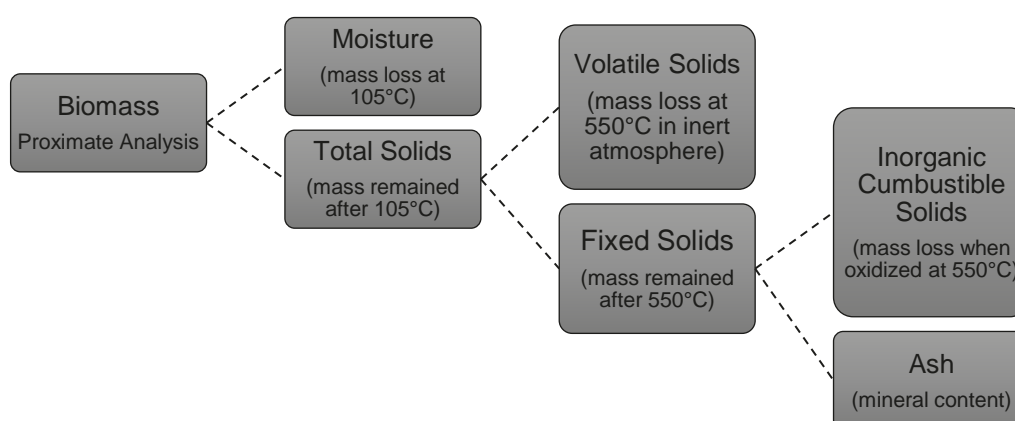 Biomass
Proximate Analysis
Moisture
(mass loss at
105°C)
Total Solids
(mass remained
after 105°C)
Volatile Solids
(mass loss at
550°C in inert
atmosphere)
Fixed Solids
(mass remained
after 550°C)
Inorganic
Cumbustible
Solids
(mass loss when
oxidized at 550°C)
Ash
(mineral content)